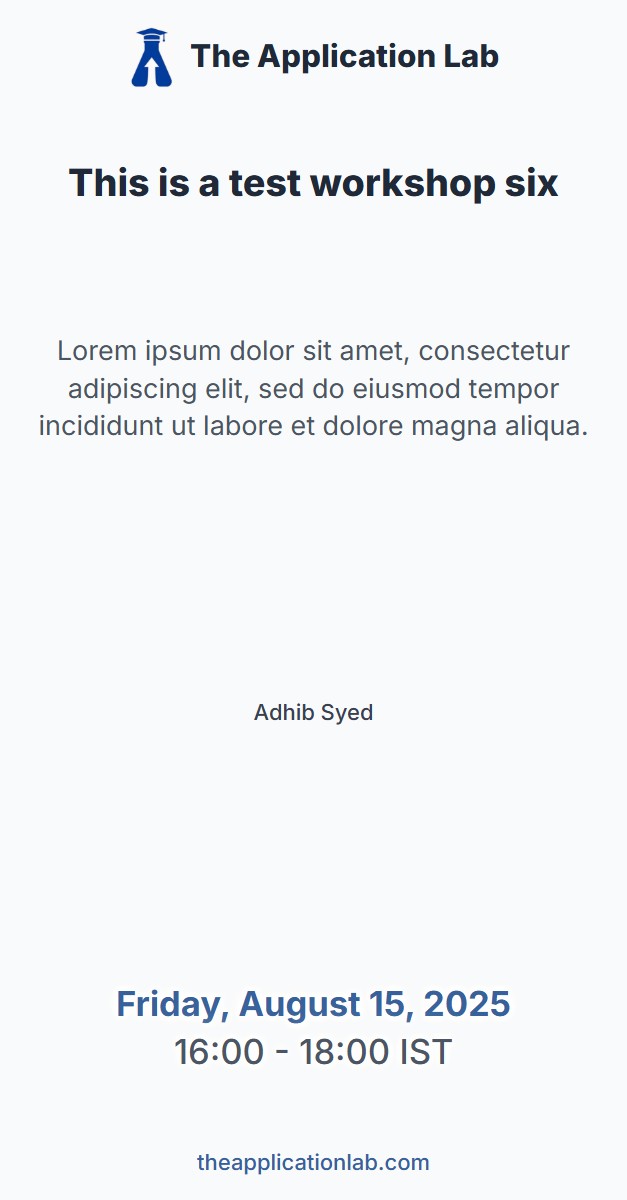 The Application Lab
This is a test workshop six
Lorem ipsum dolor sit amet, consectetur
adipiscing elit, sed do eiusmod tempor
incididunt ut labore et dolore magna aliqua.
Adhib Syed
Friday, August 15, 2025
16:00 - 18:00 IST
theapplicationlab.com